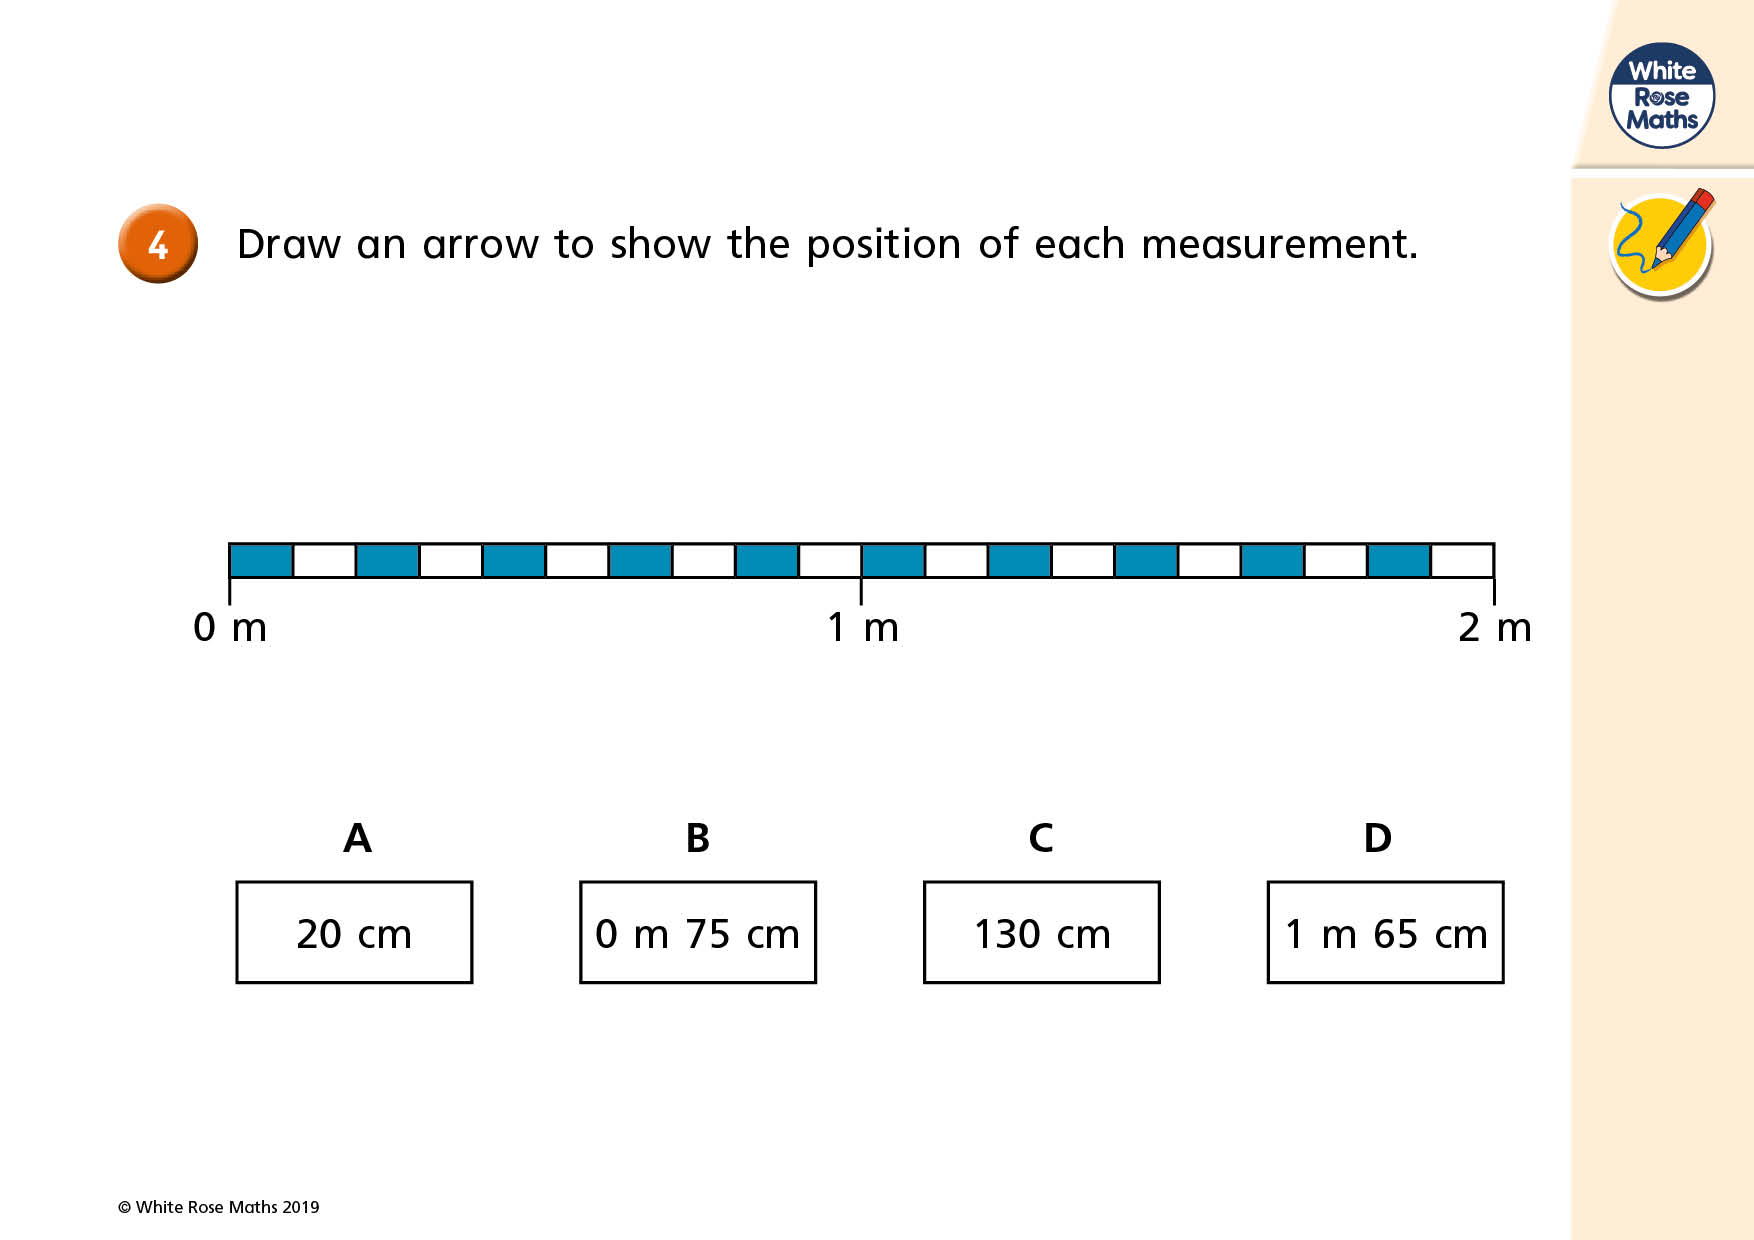 White
Rose
Maths
4 Draw an arrow to show the position of each measurement.
0 m 1 m 2 m
A B C D
20 cm 0 m 75 cm 130 cm 1 m 65 cm
© White Rose Maths 2019